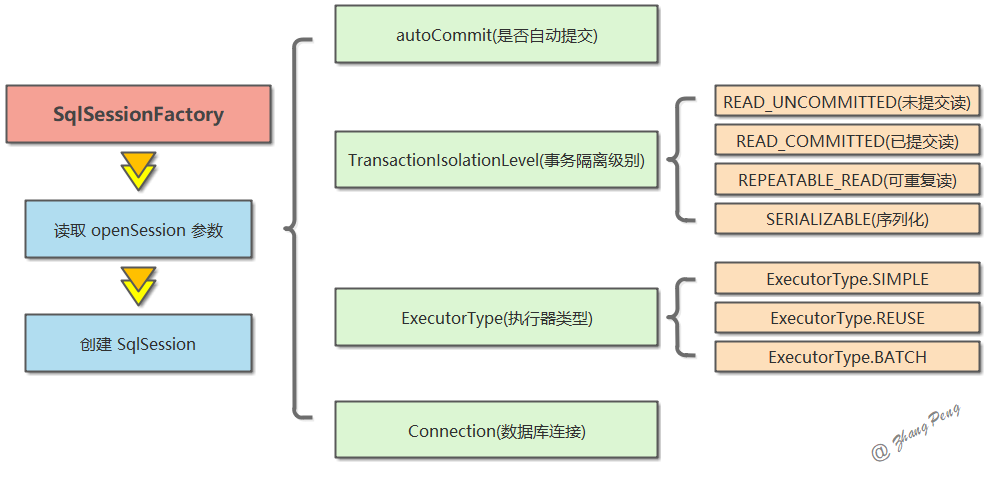 SqlSessionFactory
读取 openSession 参数
创建 SqlSession
autoCommit(是否自动提交)
TransactionIsolationLevel(事务隔离级别)
READ_UNCOMMITTED(未提交读)
READ_COMMITTED(已提交读)
REPEATABLE_READ(可重复读)
SERIALIZABLE(序列化)
ExecutorType(执行器类型)
ExecutorType.SIMPLE
ExecutorType.REUSE
ExecutorType.BATCH
Connection(数据库连接)
@ Zhang Peng